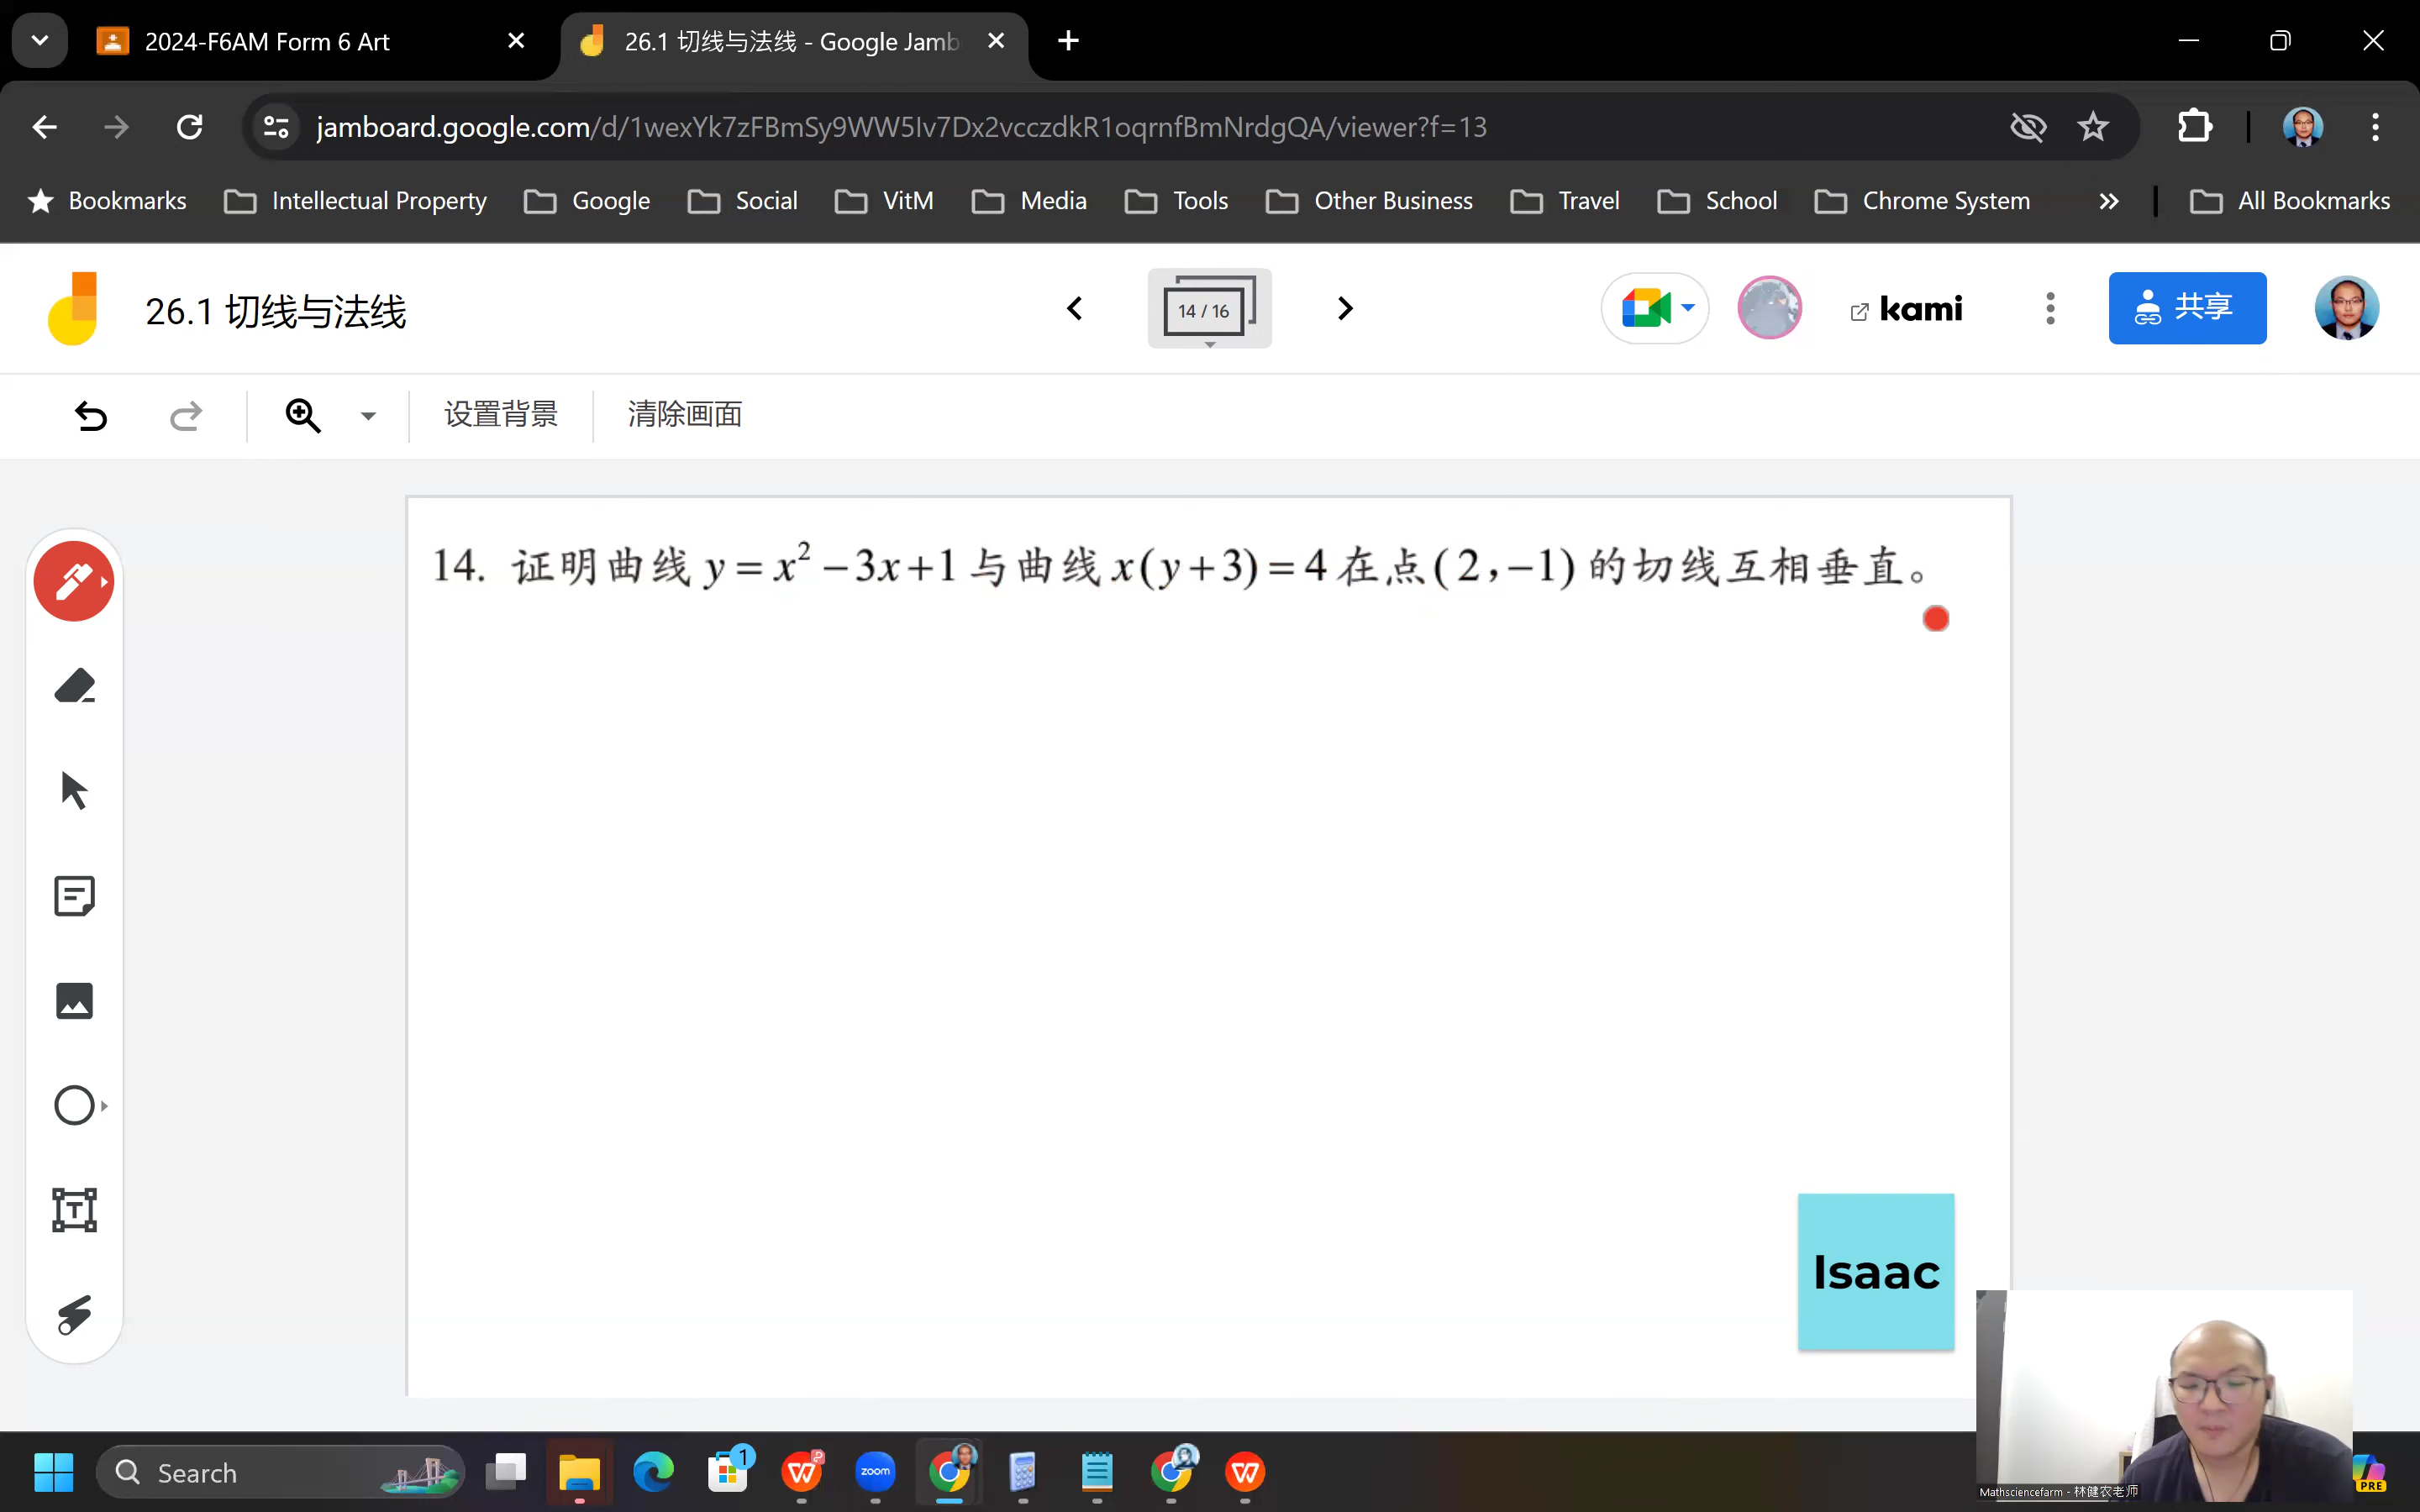 2024-F6AM Form 6 Art
26.1 切线与法线 - Google Jamb
jamboard.google.com/d/1wexYk7zFBmSy9WW5Iv7Dx2vcczdkR1oqrnfBmNrdgQA/viewer?f=13
Bookmarks Intellectual Property Google Social VitM Media Tools Other Business Travel School Chrome System » All Bookmarks
26.1 切线与法线
14 / 16
kami
共享
设置背景
清除画面
14. 证明曲线 y = x² − 3x + 1 与曲线 x(y + 3) = 4 在点(2, −1) 的切线互相垂直。
Isaac
Mathsciencefarm - 林健农老师
Search
1
zoom
PRE